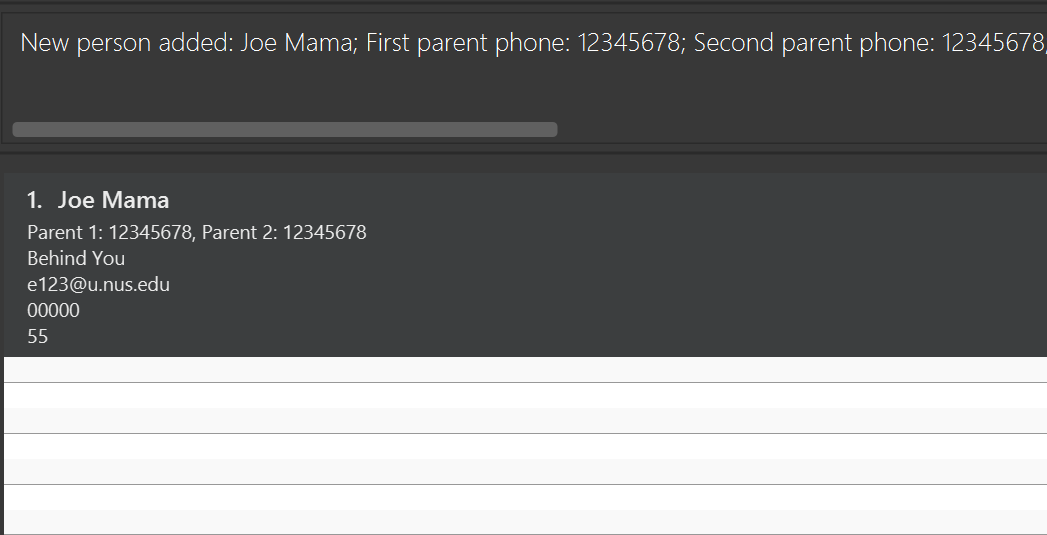 New person added: Joe Mama; First parent phone: 12345678; Second parent phone: 12345678;
1. Joe Mama
Parent 1: 12345678, Parent 2: 12345678
Behind You
e123@u.nus.edu
00000
55